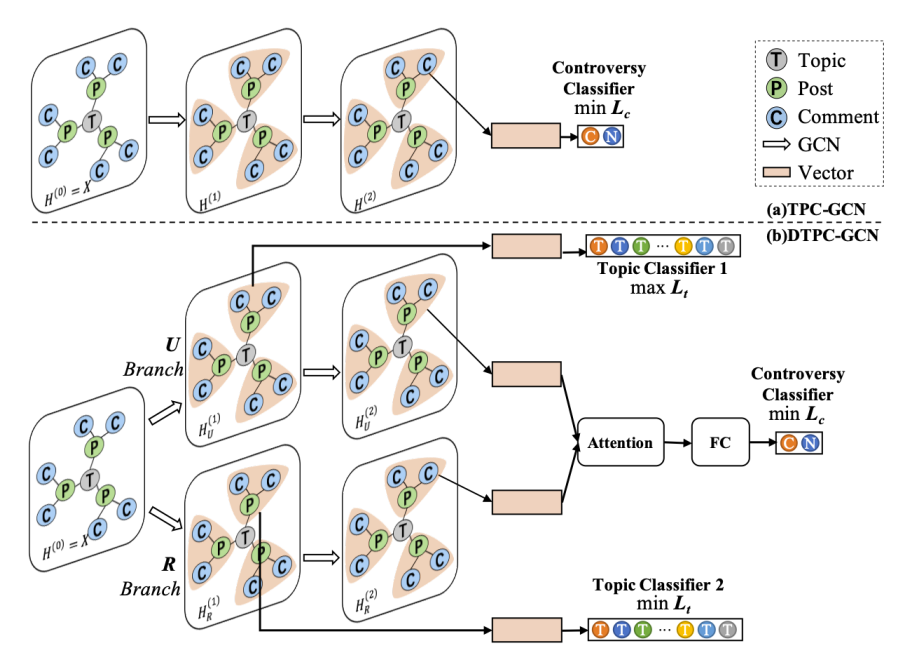 C C
P
C
P T P
C C
C
H^(0) = X
C C
P
C
P T P
C C
C
H^(1)
C C
P
C
P T P
C C
C
H^(2)
Controversy
Classifier
min L_c
C N
T Topic
P Post
C Comment
GCN
Vector
(a)TPC-GCN
(b)DTPC-GCN
T T T ... T T T
Topic Classifier 1
max L_t
U
Branch
C C
P
C
P T P
C C
C
H_U^(1)
C C
P
C
P T P
C C
C
H_U^(2)
C C
P
C
P T P
C C
C
H^(0) = X
Attention
FC
Controversy
Classifier
min L_c
C N
R
Branch
C C
P
C
P T P
C C
C
H_R^(1)
C C
P
C
P T P
C C
C
H_R^(2)
Topic Classifier 2
min L_t
T T T ... T T T